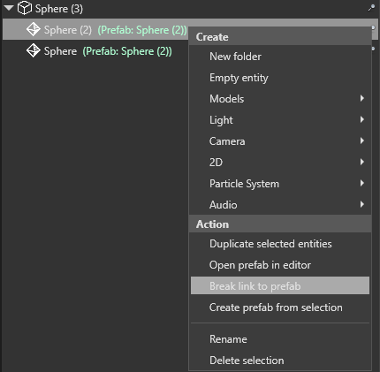 Sphere (3)
Sphere (2) (Prefab: Sphere (2))
Sphere (Prefab: Sphere (2))
Create
New folder
Empty entity
Models
Light
Camera
2D
Particle System
Audio
Action
Duplicate selected entities
Open prefab in editor
Break link to prefab
Create prefab from selection
Rename
Delete selection